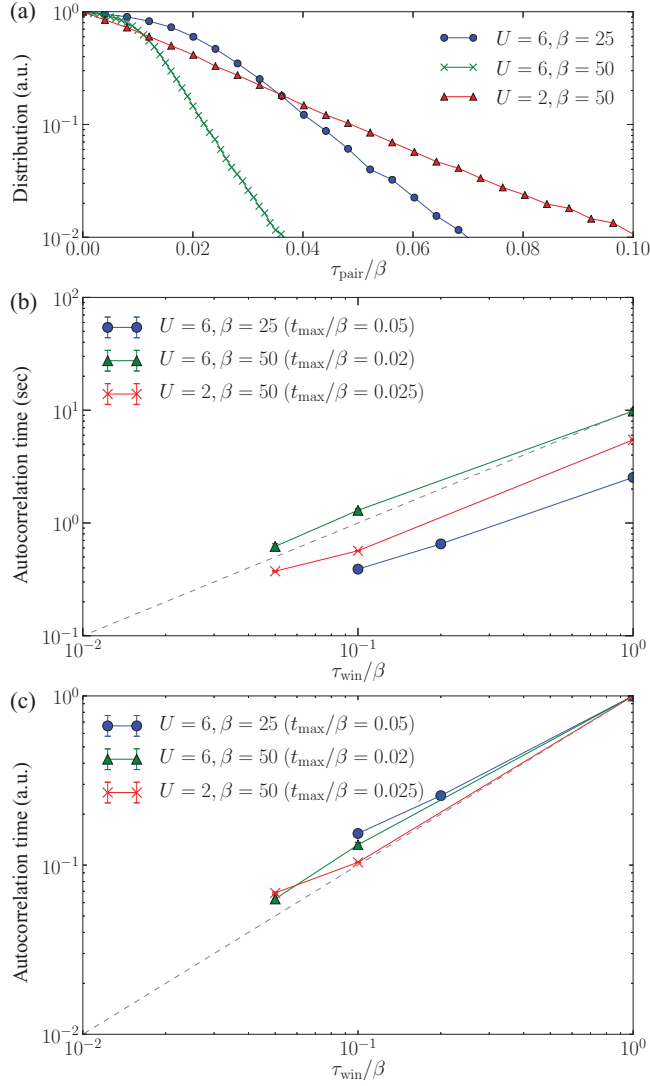 (a)
10^0
10^{-1}
10^{-2}
Distribution (a.u.)
U = 6, β = 25
U = 6, β = 50
U = 2, β = 50
0.00 0.02 0.04 0.06 0.08 0.10
τ_pair/β
(b)
10^2
10^1
10^0
10^{-1}
Autocorrelation time (sec)
U = 6, β = 25 (t_max/β = 0.05)
U = 6, β = 50 (t_max/β = 0.02)
U = 2, β = 50 (t_max/β = 0.025)
10^{-2} 10^{-1} 10^0
τ_win/β
(c)
10^0
10^{-1}
10^{-2}
Autocorrelation time (a.u.)
U = 6, β = 25 (t_max/β = 0.05)
U = 6, β = 50 (t_max/β = 0.02)
U = 2, β = 50 (t_max/β = 0.025)
10^{-2} 10^{-1} 10^0
τ_win/β